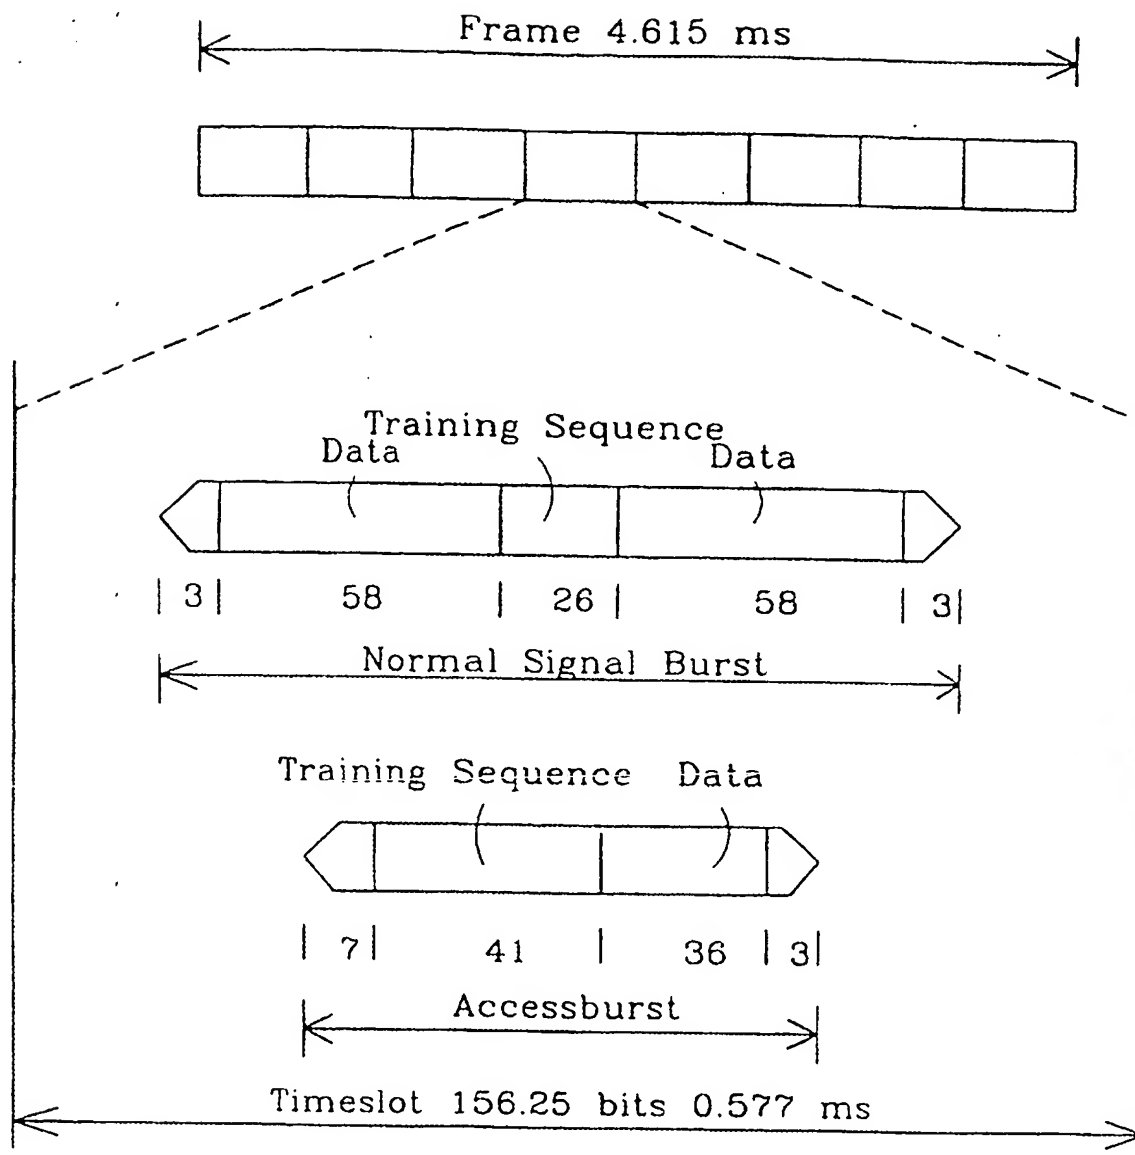 Frame 4.615 ms
Training Sequence
Data Data
3 58 26 58 3
Normal Signal Burst
Training Sequence Data
7 41 36 3
Accessburst
Timeslot 156.25 bits 0.577 ms